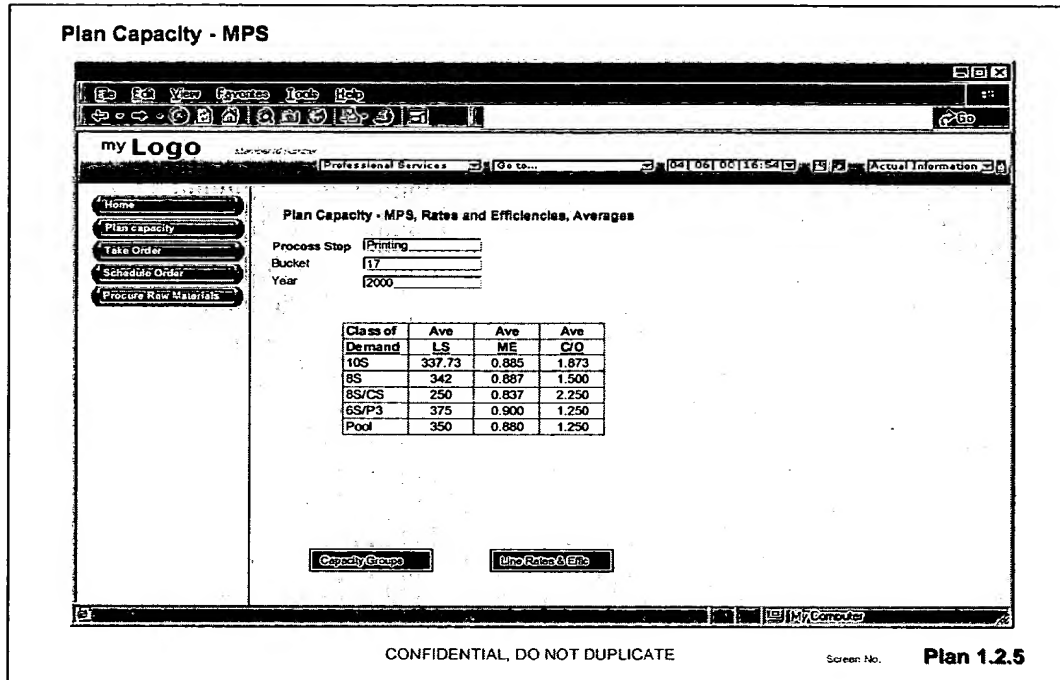 Plan Capacity - MPS
File Edit View Favorites Tools Help
Go
my Logo
Professional Services Go to... 04 06 00 16:54 Actual Information
Home
Plan capacity
Take Order
Schedule Order
Procure Raw Materials
Plan Capacity - MPS, Rates and Efficiencies, Averages
Process Step Printing
Bucket 17
Year 2000
Class of Ave Ave Ave
Demand LS ME C/O
10S 337.73 0.885 1.873
8S 342 0.887 1.500
8S/CS 250 0.837 2.250
6S/P3 375 0.900 1.250
Pool 350 0.880 1.250
Capacity Groups Line Rates & Effic
My Computer
CONFIDENTIAL, DO NOT DUPLICATE Screen No. Plan 1.2.5